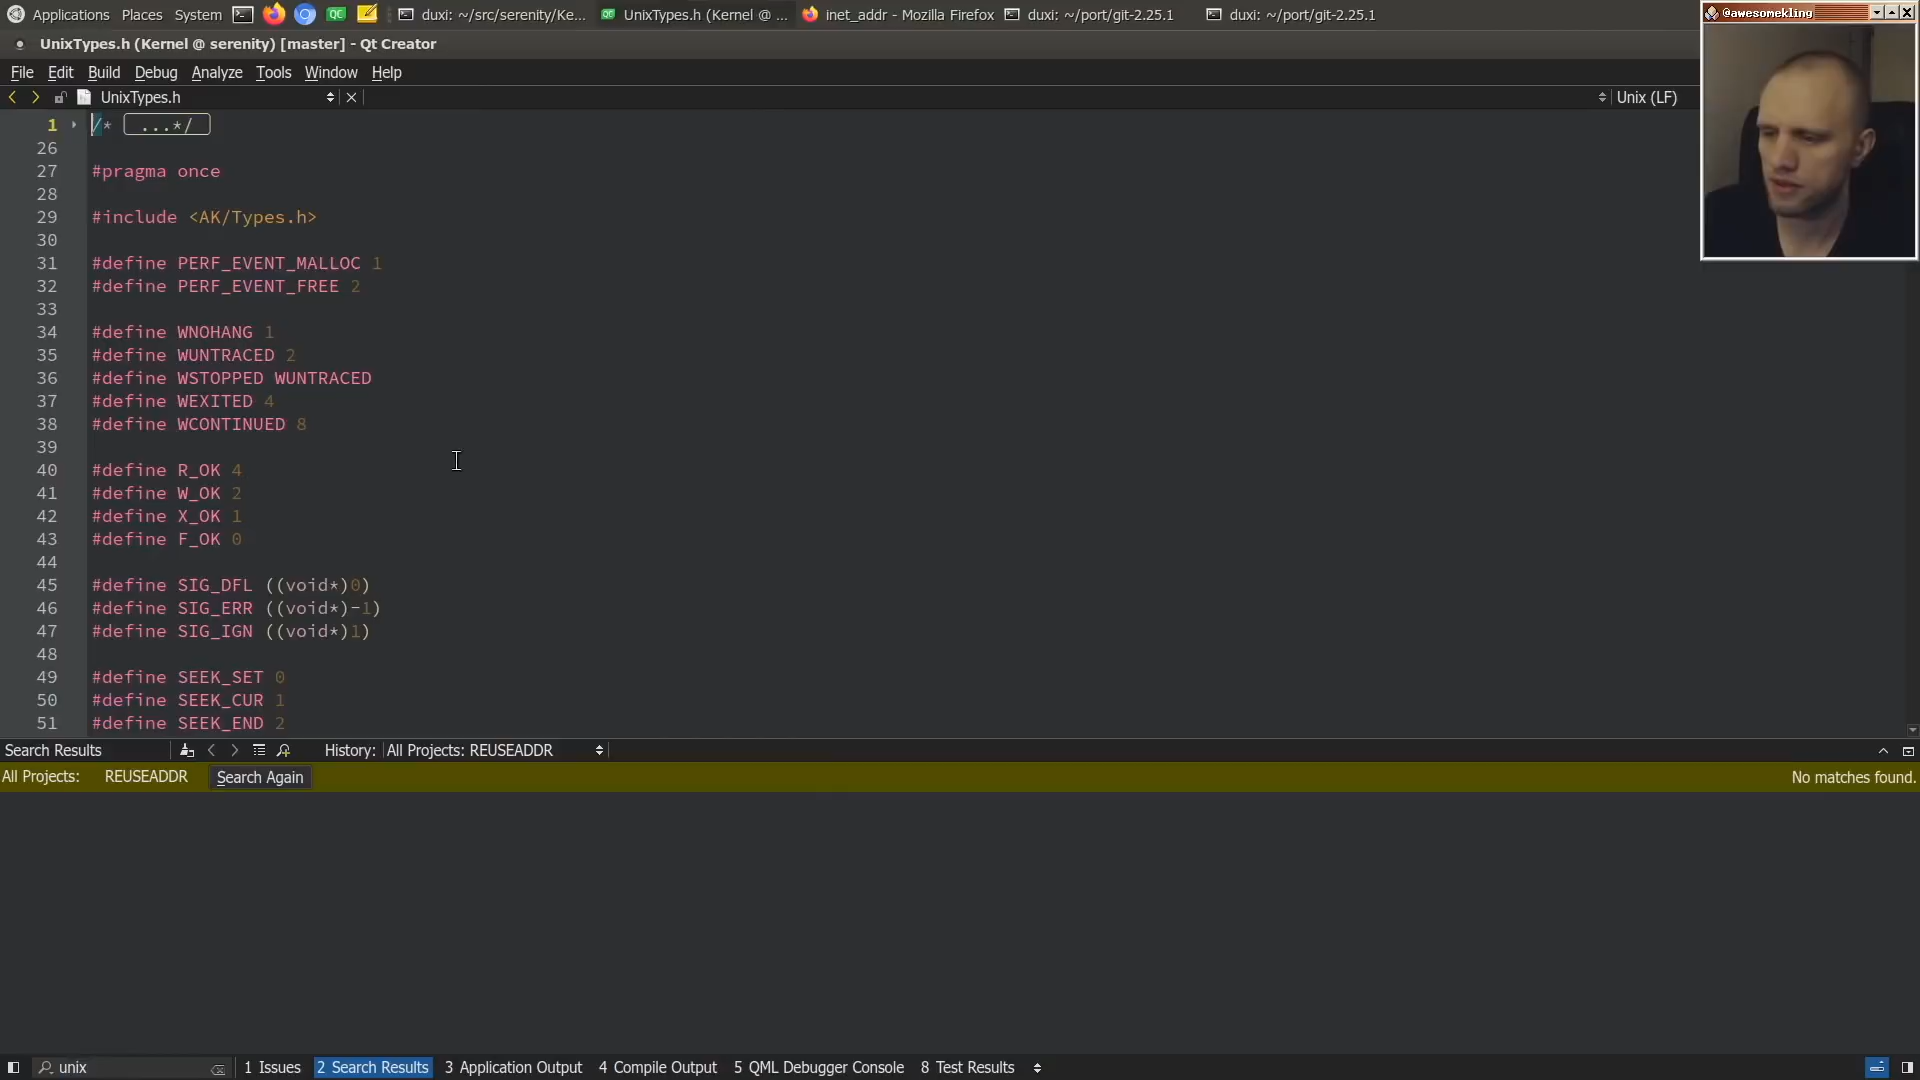 Applications Places System duxi: ~/src/serenity/Ke... UnixTypes.h (Kernel @ ... inet_addr - Mozilla Firefox duxi: ~/port/git-2.25.1 duxi: ~/port/git-2.25.1
@awesomekling
UnixTypes.h (Kernel @ serenity) [master] - Qt Creator
File Edit Build Debug Analyze Tools Window Help
UnixTypes.h Unix (LF)
1 /* ...*/
26
27 #pragma once
28
29 #include <AK/Types.h>
30
31 #define PERF_EVENT_MALLOC 1
32 #define PERF_EVENT_FREE 2
33
34 #define WNOHANG 1
35 #define WUNTRACED 2
36 #define WSTOPPED WUNTRACED
37 #define WEXITED 4
38 #define WCONTINUED 8
39
40 #define R_OK 4
41 #define W_OK 2
42 #define X_OK 1
43 #define F_OK 0
44
45 #define SIG_DFL ((void*)0)
46 #define SIG_ERR ((void*)-1)
47 #define SIG_IGN ((void*)1)
48
49 #define SEEK_SET 0
50 #define SEEK_CUR 1
51 #define SEEK_END 2
Search Results History: All Projects: REUSEADDR
All Projects: REUSEADDR Search Again No matches found.
unix 1 Issues 2 Search Results 3 Application Output 4 Compile Output 5 QML Debugger Console 8 Test Results